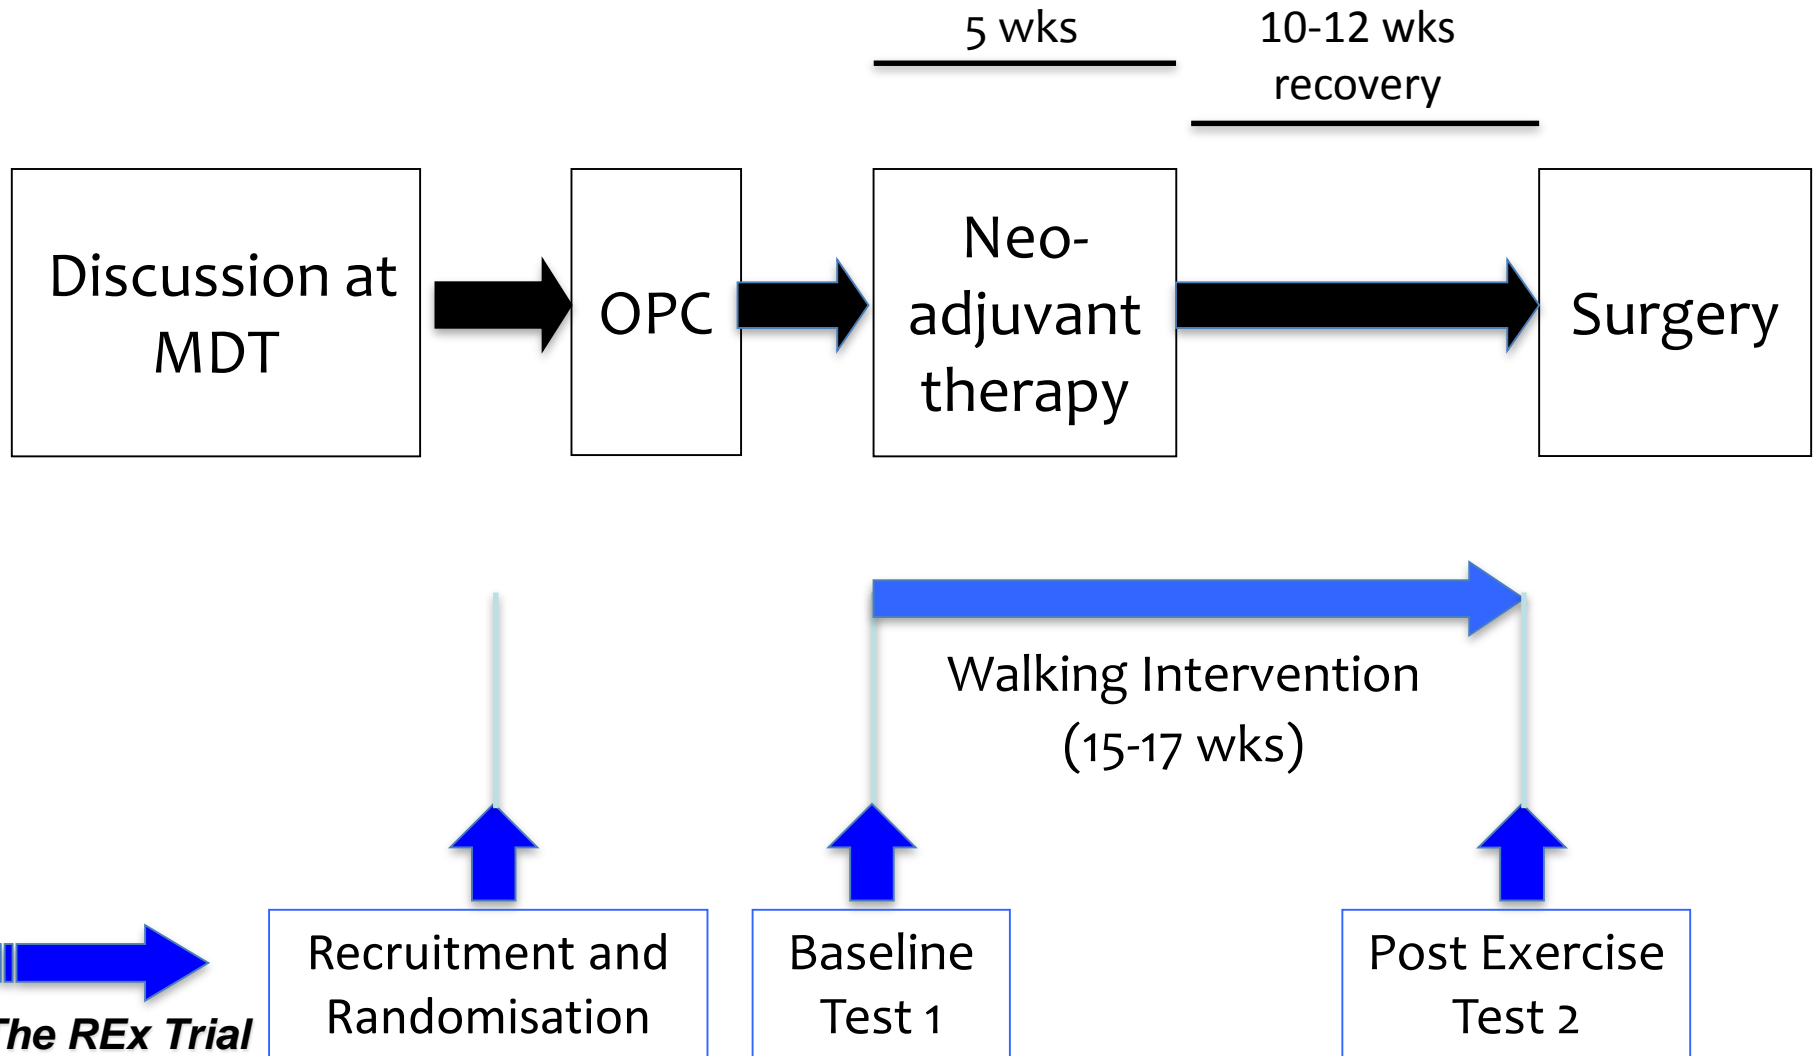 5 wks
10-12 wks
recovery
Discussion at
MDT
OPC
Neo-
adjuvant
therapy
Surgery
Walking Intervention
(15-17 wks)
The REx Trial
Recruitment and
Randomisation
Baseline
Test 1
Post Exercise
Test 2